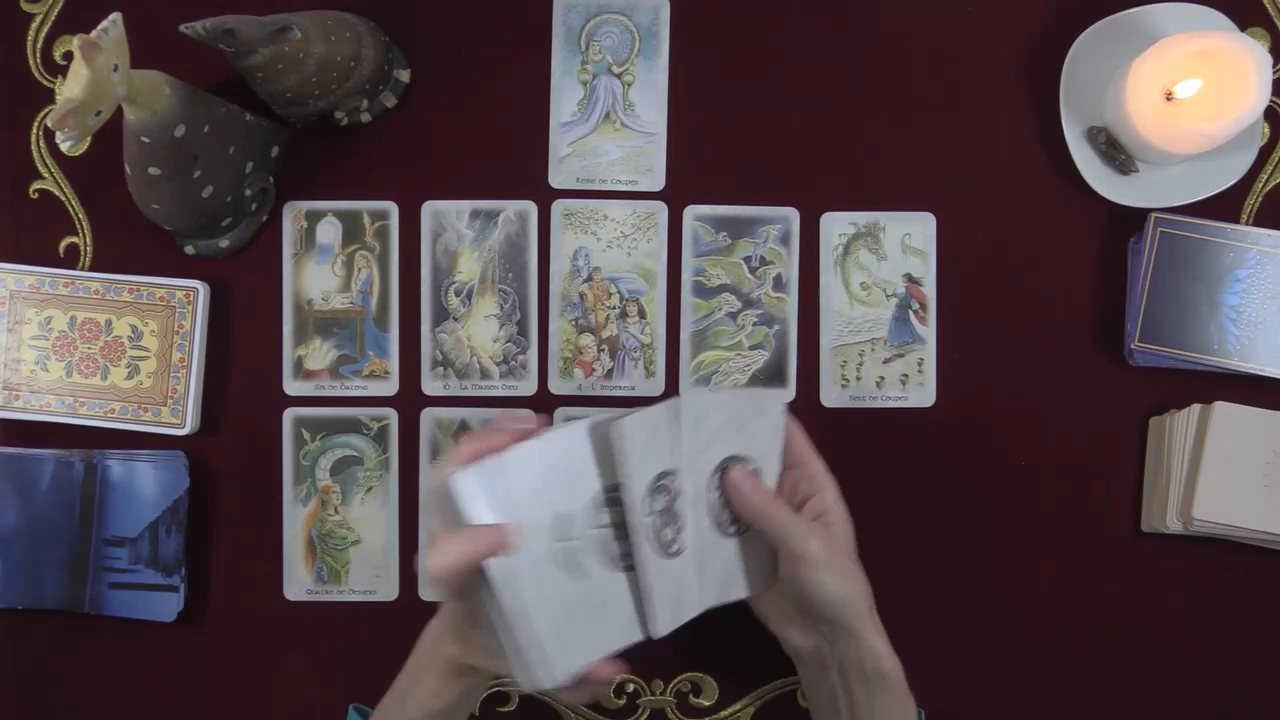 Reine de Coupes
Six de Bâtons
16 - La Maison Dieu
4 - L' Empereur
Neuf de Coupes
Quatre de Deniers